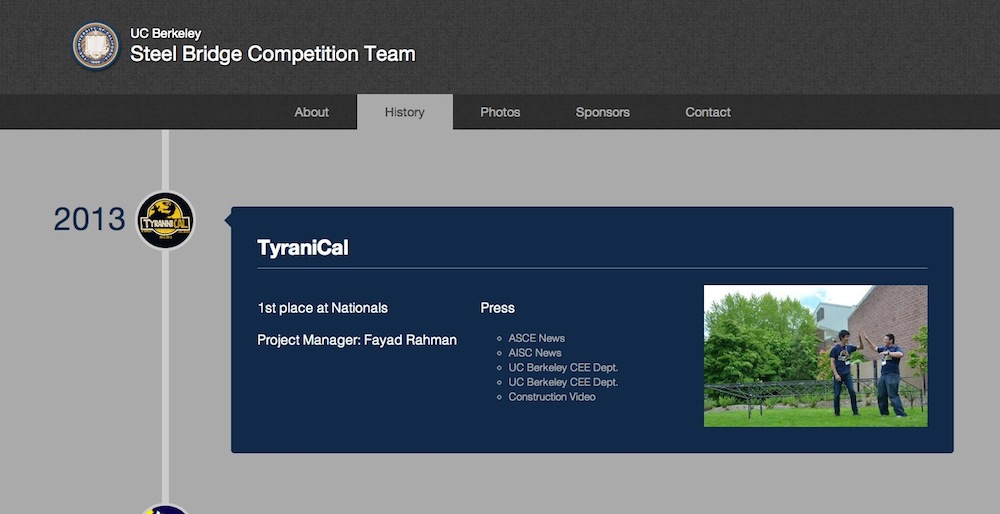 UC Berkeley
Steel Bridge Competition Team
About History Photos Sponsors Contact
2013
TYRANNICAL
TyraniCal
1st place at Nationals
Project Manager: Fayad Rahman
Press
ASCE News
AISC News
UC Berkeley CEE Dept.
UC Berkeley CEE Dept.
Construction Video